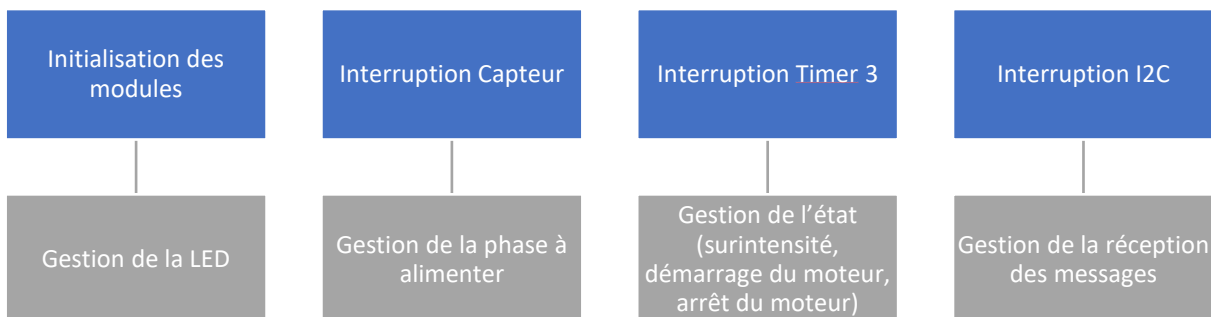 Initialisation des
modules
Interruption Capteur
Interruption Timer 3
Interruption I2C
Gestion de la LED
Gestion de la phase à
alimenter
Gestion de l’état
(surintensité,
démarrage du moteur,
arrêt du moteur)
Gestion de la réception
des messages